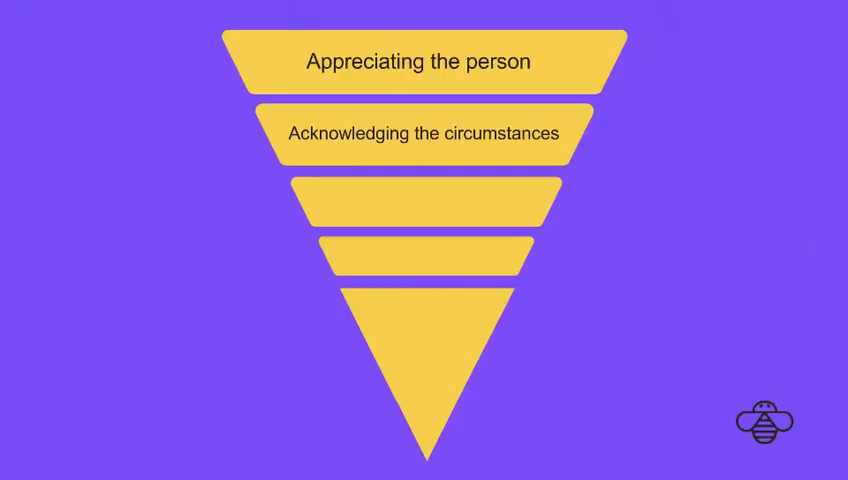 Appreciating the person
Acknowledging the circumstances